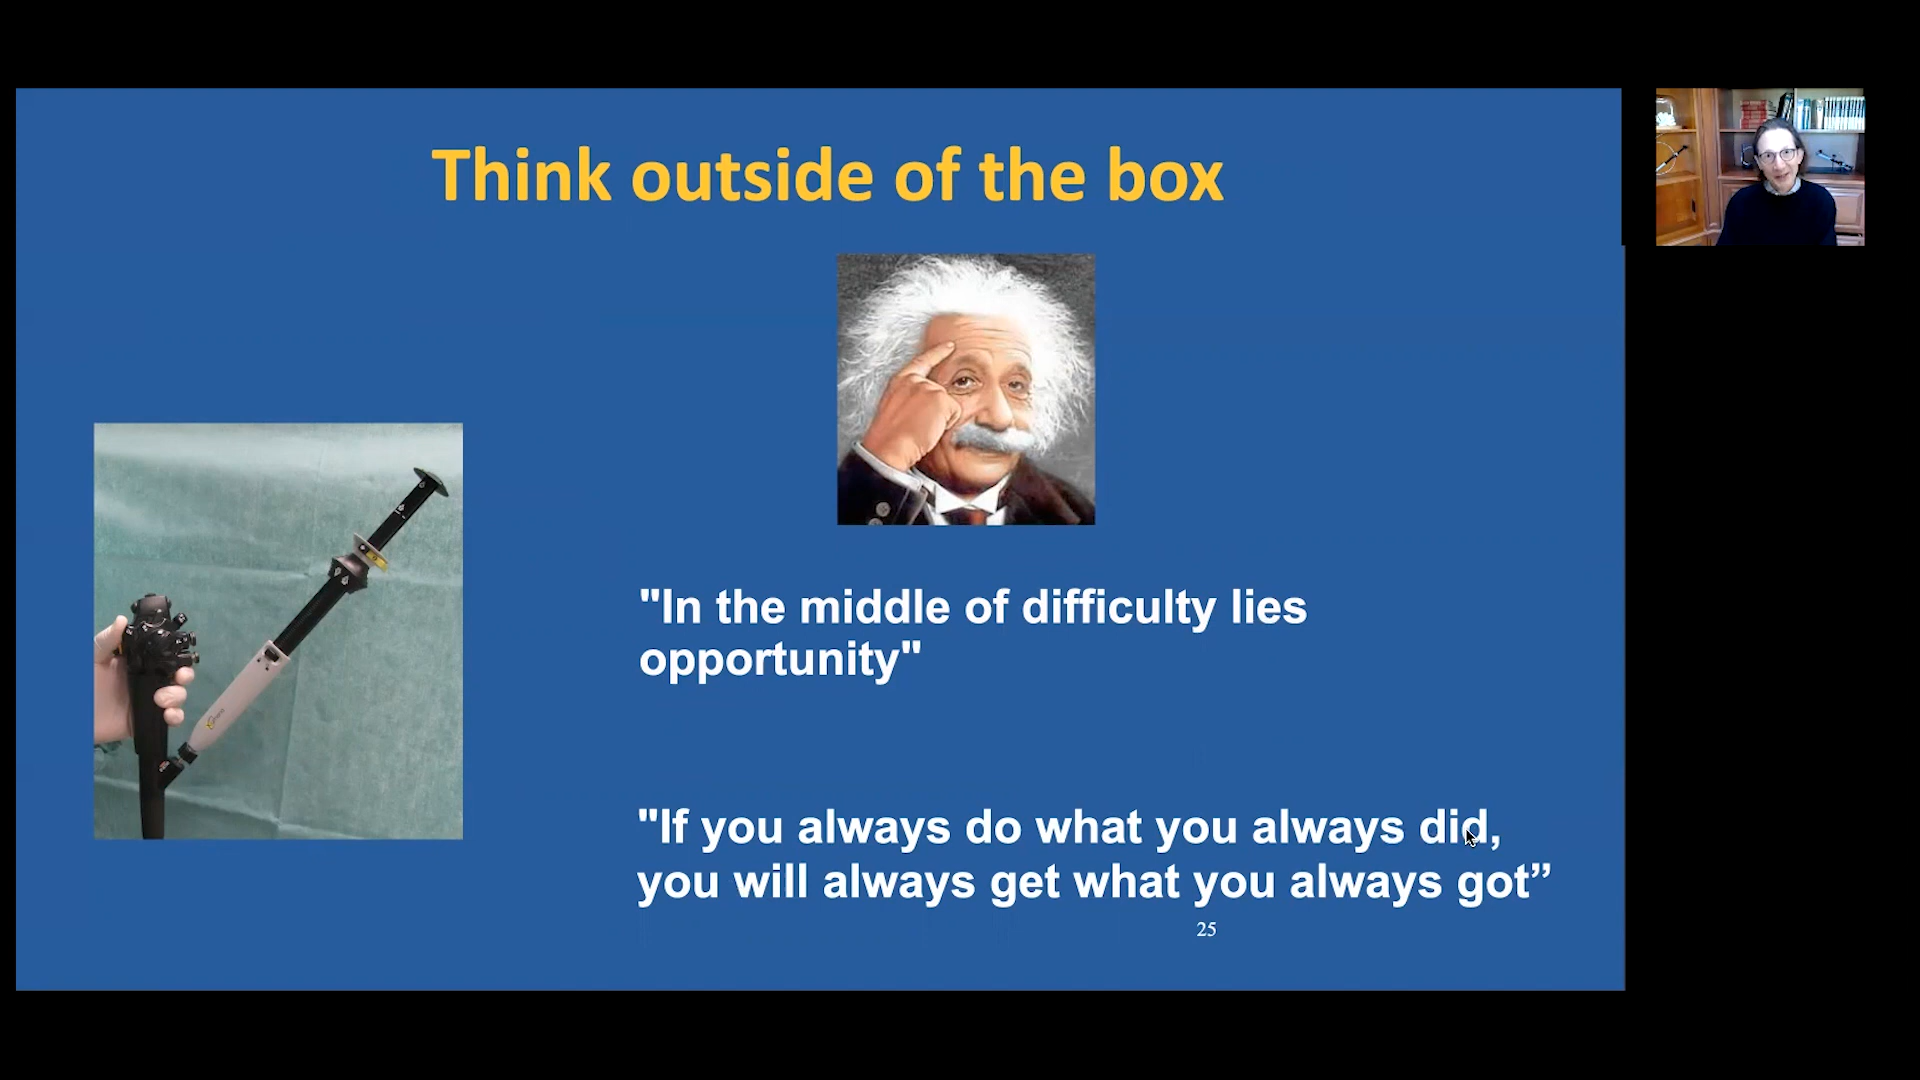 Think outside of the box
"In the middle of difficulty lies
opportunity"
"If you always do what you always did,
you will always get what you always got”
25